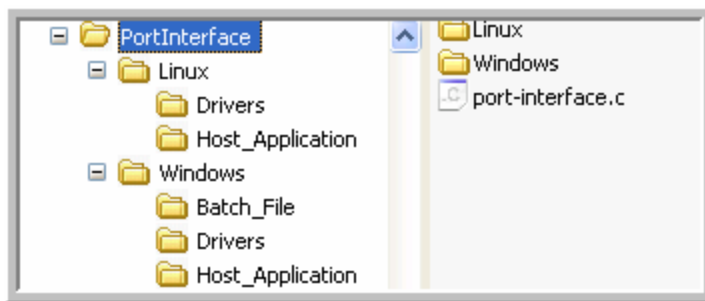 PortInterface
Linux
Drivers
Host_Application
Windows
Batch_File
Drivers
Host_Application
Linux
Windows
.C port-interface.c